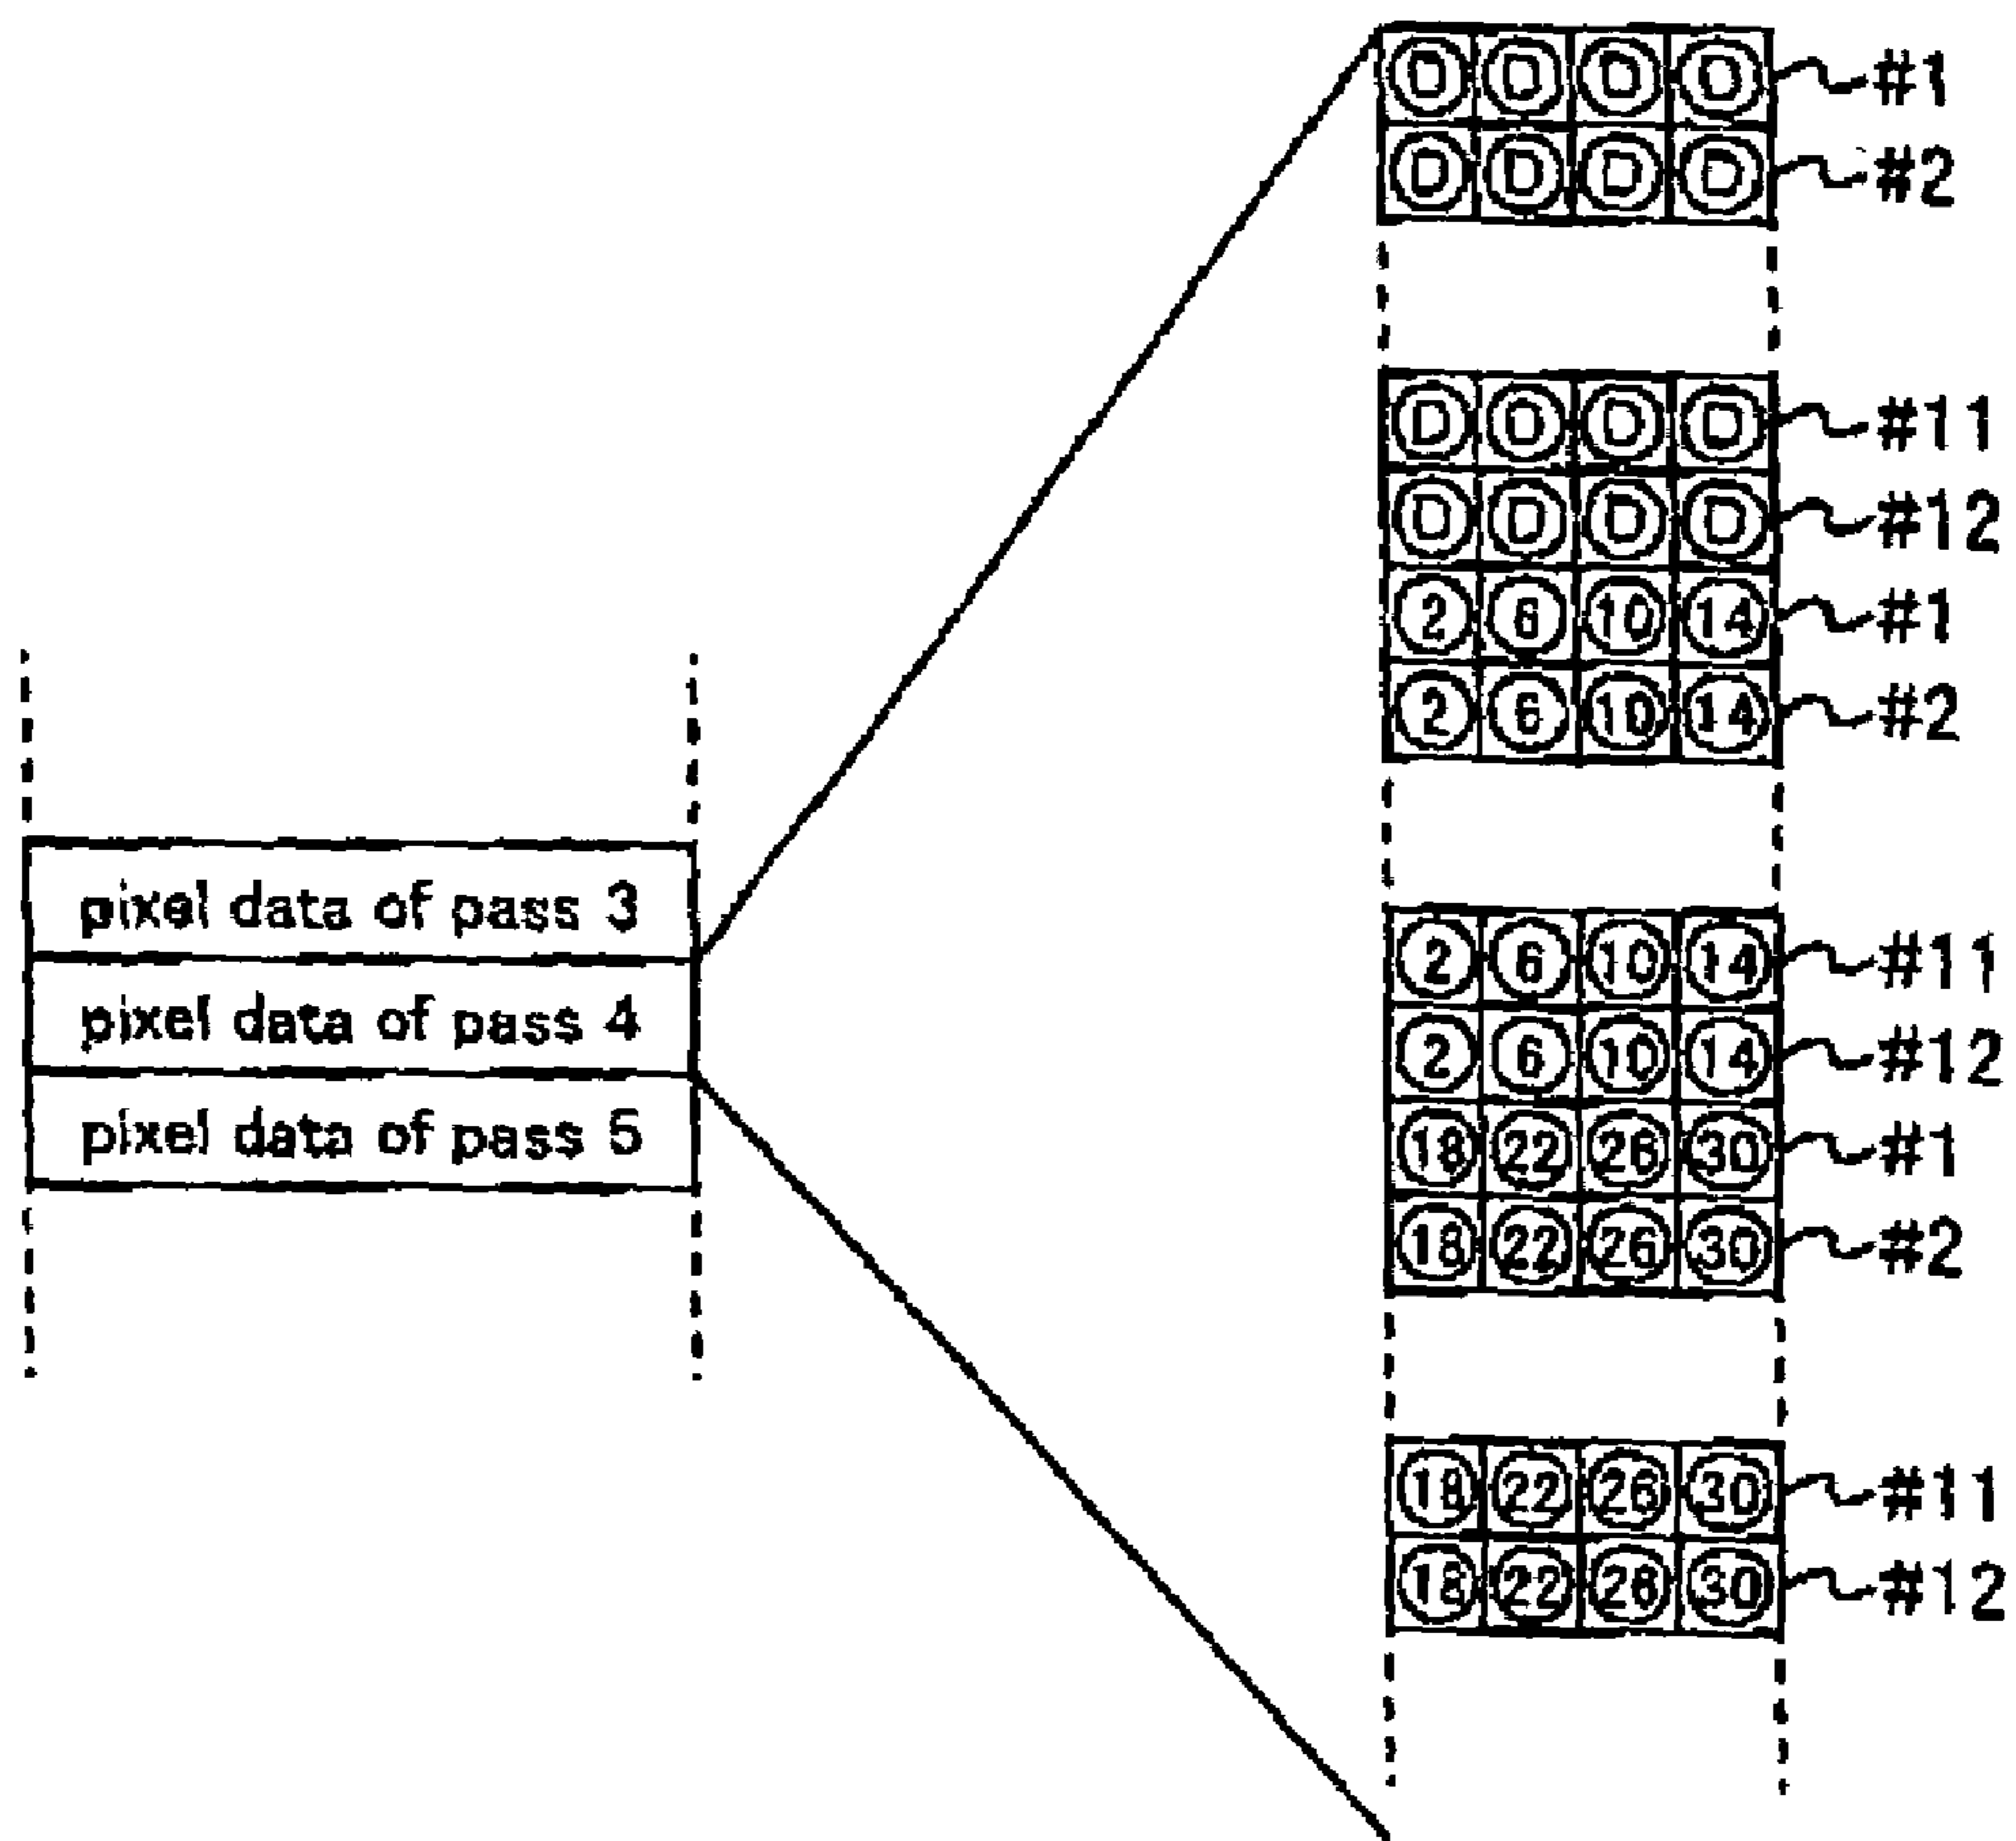 pixel data of pass 3
pixel data of pass 4
pixel data of pass 5
D D D D #1
D D D D #2
D D D D #11
D D D D #12
2 6 10 14 #1
2 6 10 14 #2
2 6 10 14 #11
2 6 10 14 #12
18 22 26 30 #1
18 22 26 30 #2
18 22 26 30 #11
18 22 26 30 #12